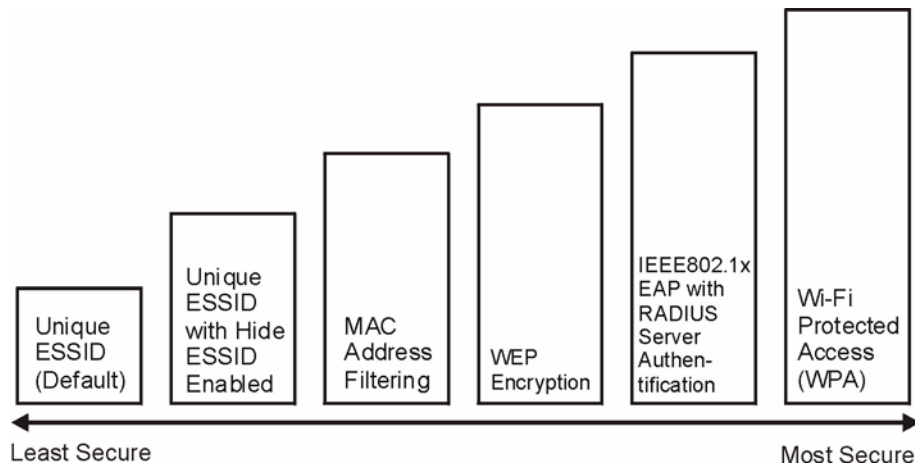 Unique
ESSID
(Default)
Unique
ESSID
with Hide
ESSID
Enabled
MAC
Address
Filtering
WEP
Encryption
IEEE802.1x
EAP with
RADIUS
Server
Authen-
tification
Wi-Fi
Protected
Access
(WPA)
Least Secure
Most Secure